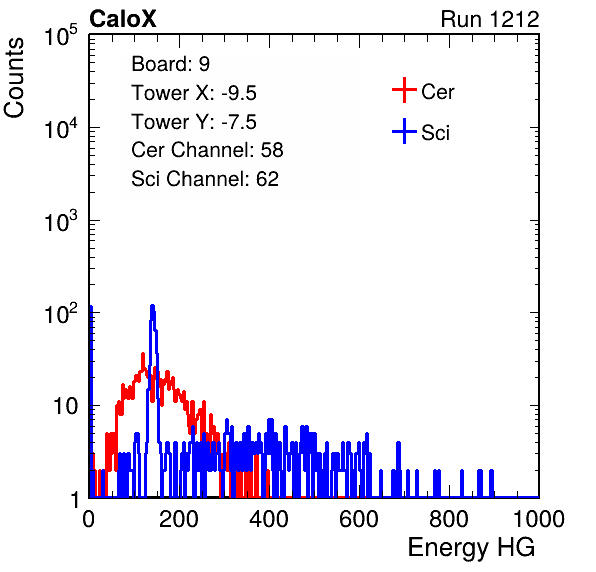 CaloX Run 1212
Counts
Board: 9
Tower X: -9.5
Tower Y: -7.5
Cer Channel: 58
Sci Channel: 62
Cer
Sci
10^5
10^4
10^3
10^2
10
1
0 200 400 600 800 1000
Energy HG